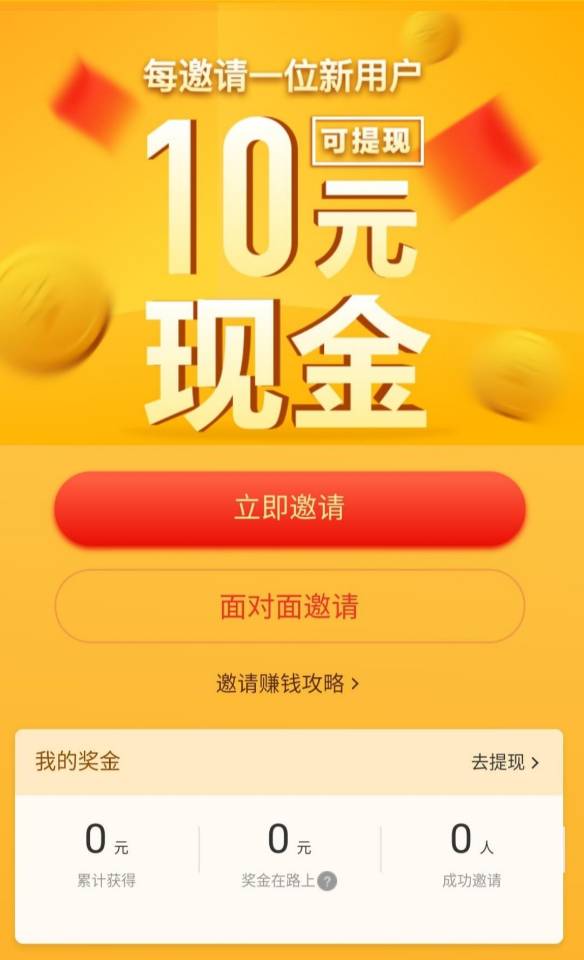 每邀请一位新用户
10元
可提现
现金
立即邀请
面对面邀请
邀请赚钱攻略 >
我的奖金
去提现 >
0 元
0 元
0 人
累计获得
奖金在路上 ?
成功邀请